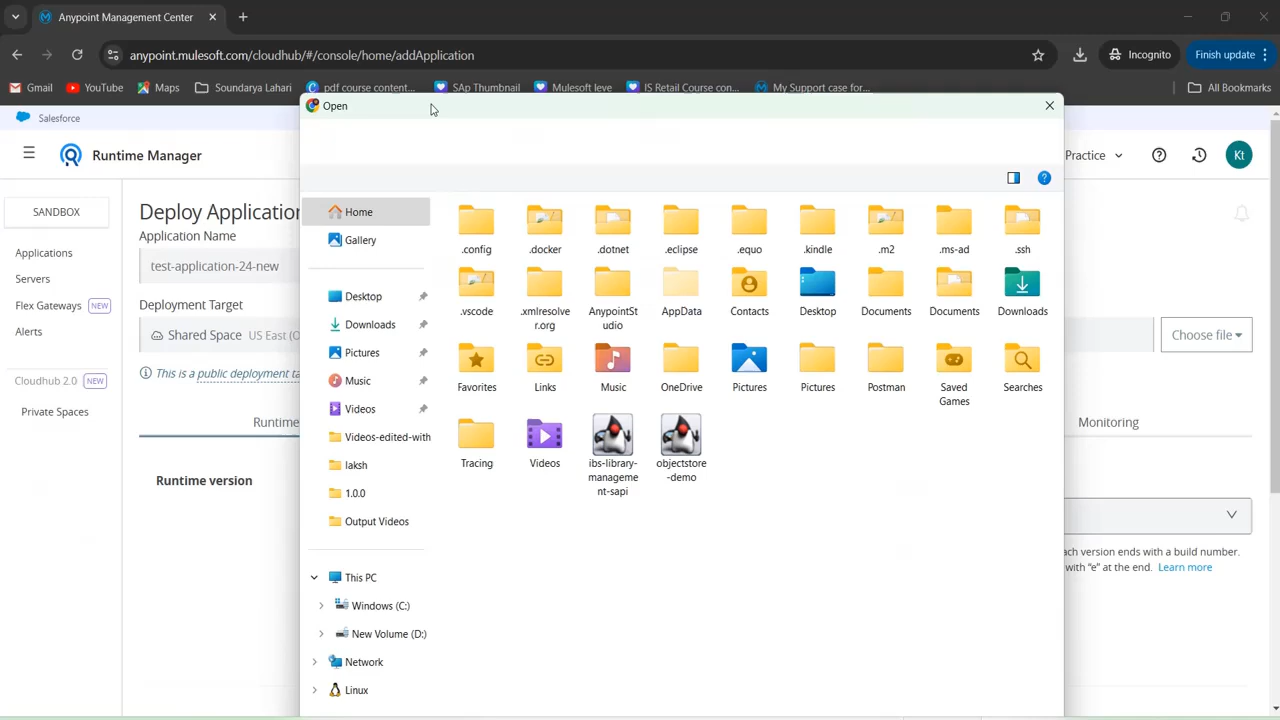 Anypoint Management Center
anypoint.mulesoft.com/cloudhub/#/console/home/addApplication
Incognito
Finish update
Gmail
YouTube
Maps
Soundarya Lahari
pdf course content...
SAp Thumbnail
Mulesoft leve
IS Retail Course con...
My Support case for...
All Bookmarks
Salesforce
Open
Runtime Manager
Practice
Kt
SANDBOX
Applications
Servers
Flex Gateways NEW
Alerts
Cloudhub 2.0 NEW
Private Spaces
Deploy Application
Application Name
test-application-24-new
Deployment Target
Shared Space US East (O
This is a public deployment ta
Runtime
Runtime version
Home
Gallery
Desktop
Downloads
Pictures
Music
Videos
Videos-edited-with
laksh
1.0.0
Output Videos
This PC
Windows (C:)
New Volume (D:)
Network
Linux
.config
.docker
.dotnet
.eclipse
.equo
.kindle
.m2
.ms-ad
.ssh
.vscode
.xmlresolve
r.org
AnypointSt
udio
AppData
Contacts
Desktop
Documents
Documents
Downloads
Favorites
Links
Music
OneDrive
Pictures
Pictures
Postman
Saved
Games
Searches
Tracing
Videos
ibs-library-
manageme
nt-sapi
objectstore
-demo
Choose file
Monitoring
ach version ends with a build number.
with "e" at the end. Learn more